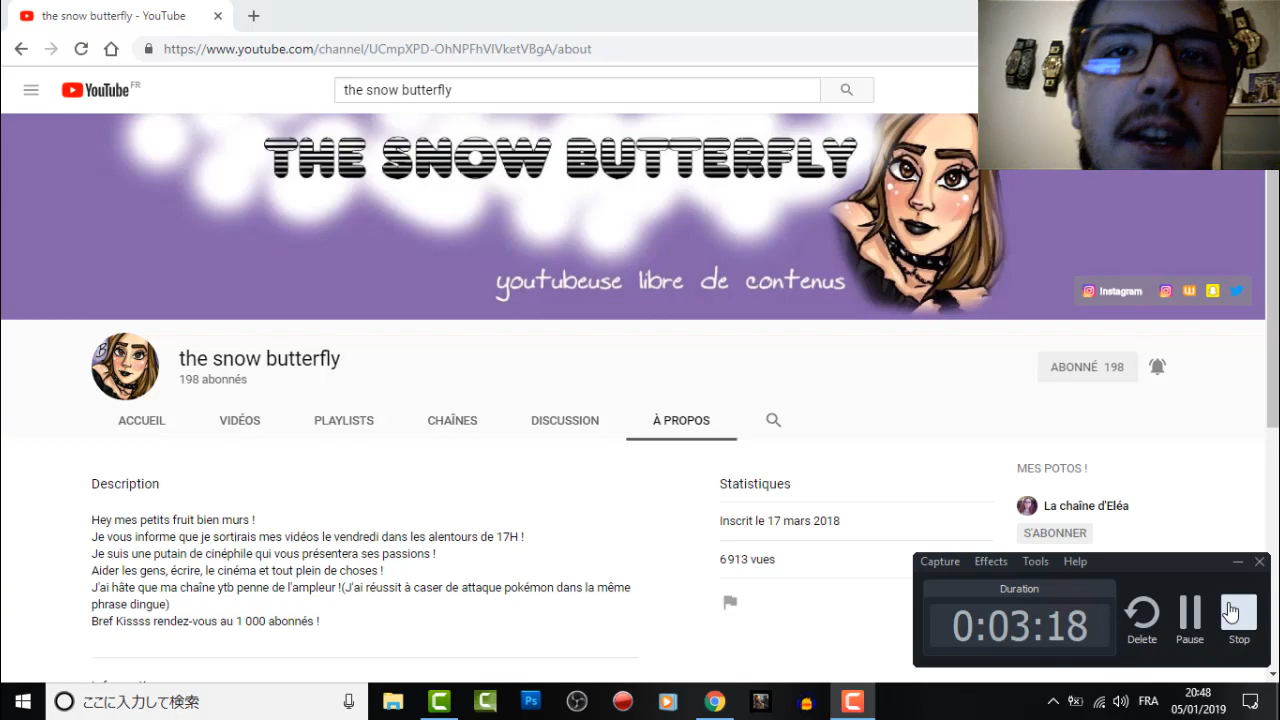 the snow butterfly - YouTube
https://www.youtube.com/channel/UCmpXPD-OhNPFhVIVketVBgA/about
YouTube FR
the snow butterfly
THE SNOW BUTTERFLY
youtubeuse libre de contenus
Instagram
the snow butterfly
198 abonnés
ABONNÉ 198
ACCUEIL VIDÉOS PLAYLISTS CHAÎNES DISCUSSION À PROPOS
Description
Hey mes petits fruit bien murs !
Je vous informe que je sortirais mes vidéos le vendredi dans les alentours de 17H !
Je suis une putain de cinéphile qui vous présentera ses passions !
Aider les gens, écrire, le cinéma et tout plein de choses !
J'ai hâte que ma chaîne ytb penne de l'ampleur !(J'ai réussit à caser de attaque pokémon dans la même
phrase dingue)
Bref Kissss rendez-vous au 1 000 abonnés !
Statistiques
Inscrit le 17 mars 2018
6 913 vues
MES POTOS !
La chaîne d'Eléa
S'ABONNER
Capture Effects Tools Help
Duration
0:03:18
Delete Pause Stop
ここに入力して検索
Ps
FRA
20:48
05/01/2019